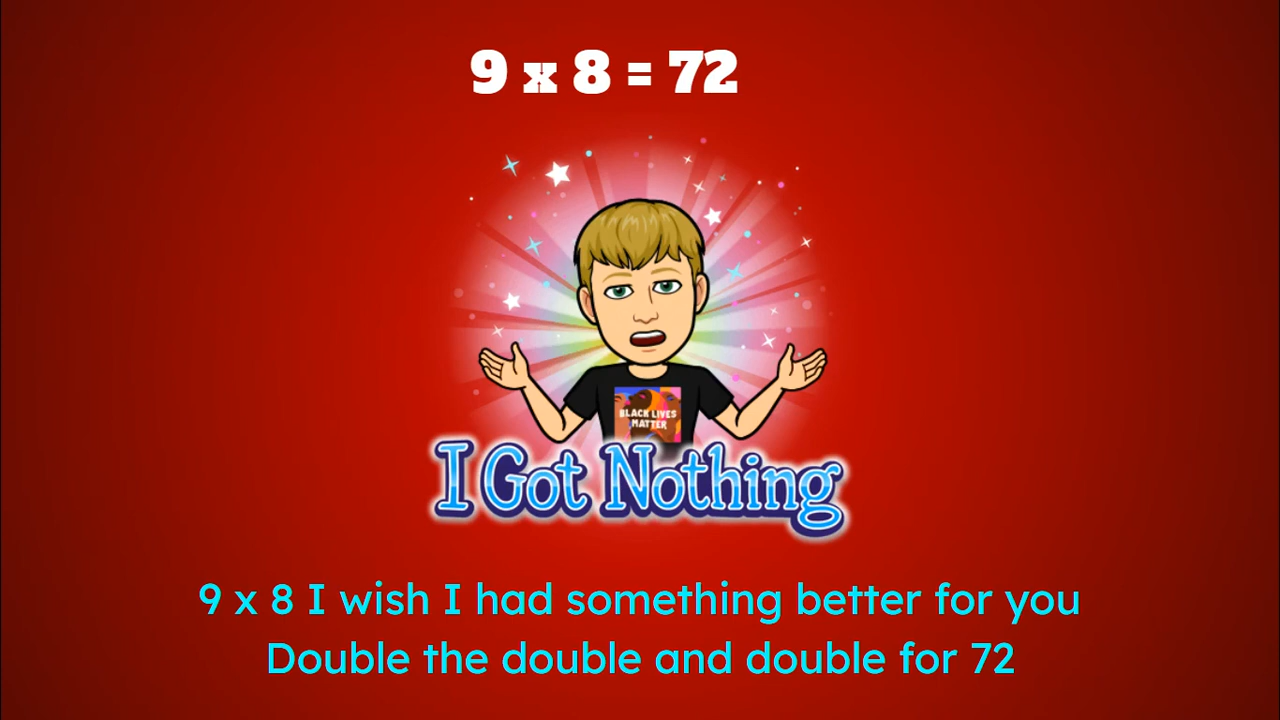 9 x 8 = 72
BLACK LIVES
MATTER
I Got Nothing
9 x 8 I wish I had something better for you
Double the double and double for 72